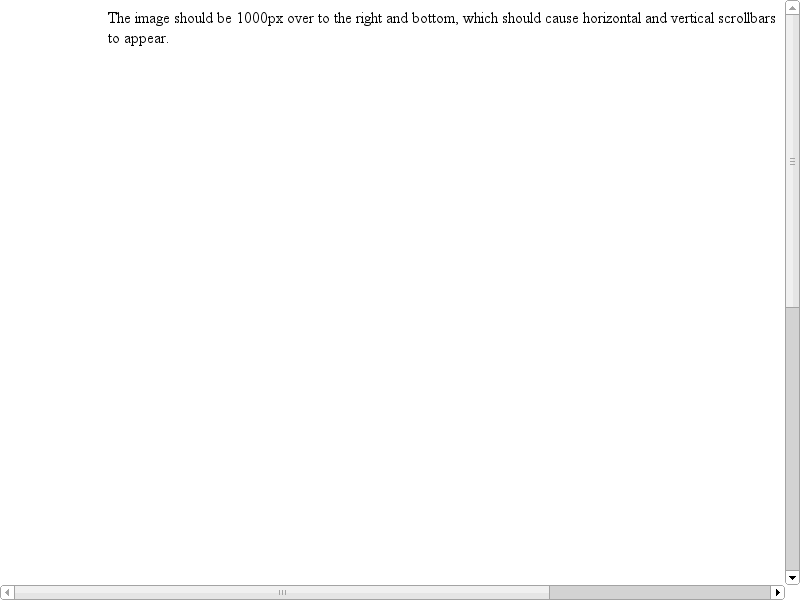 The image should be 1000px over to the right and bottom, which should cause horizontal and vertical scrollbars
to appear.